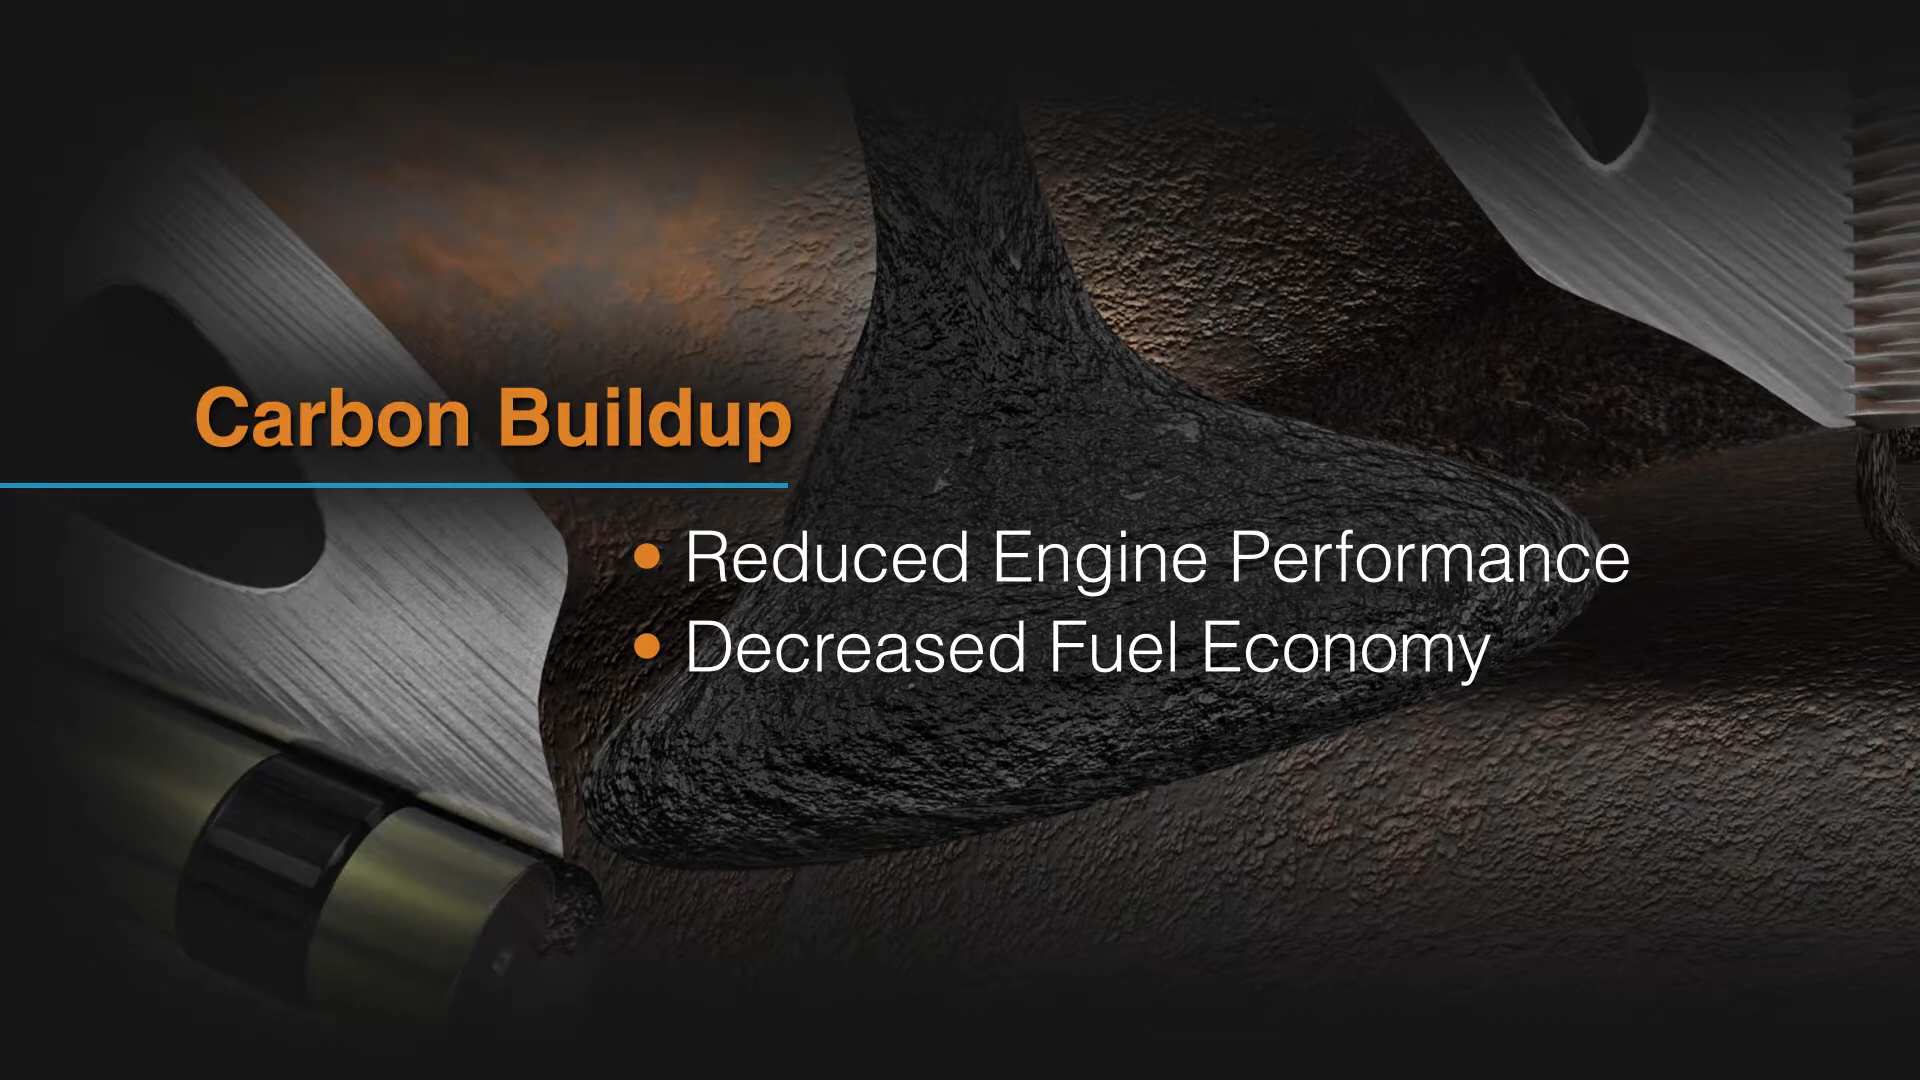 Carbon Buildup
• Reduced Engine Performance
• Decreased Fuel Economy